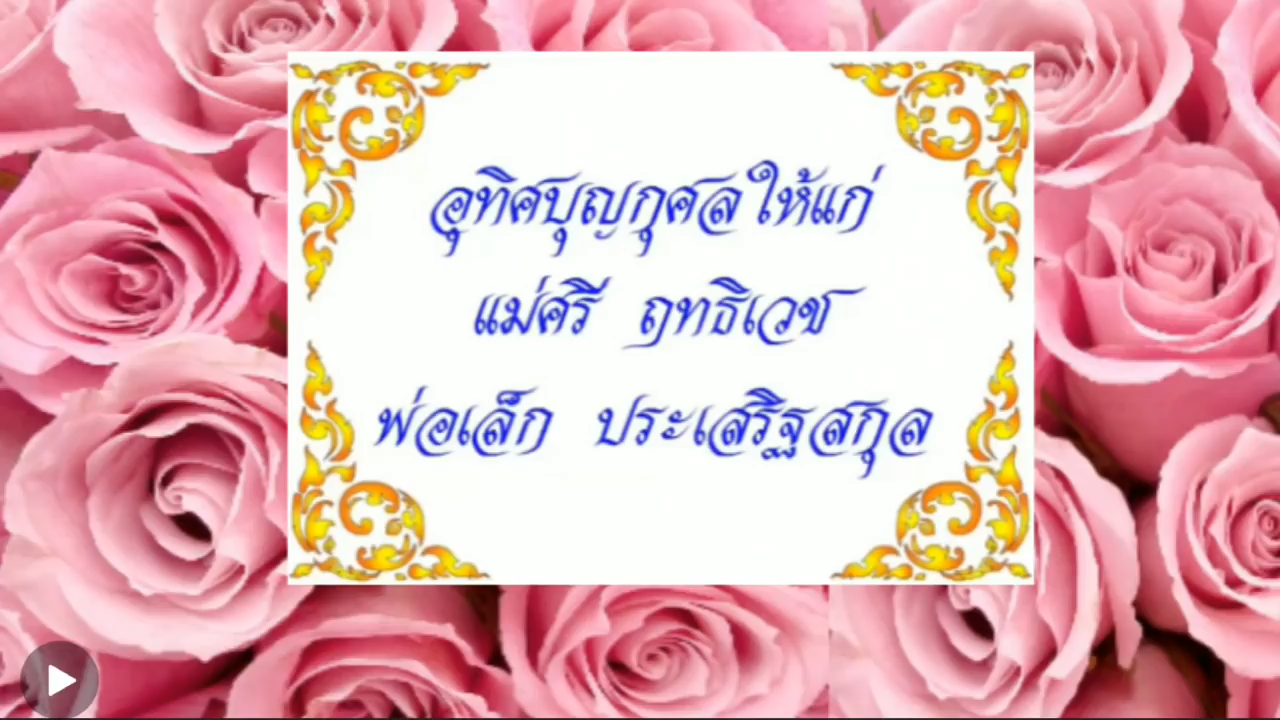 อุทิศบุญกุศลให้แก่
แม่ศรี ฤทธิเวช
พ่อเล็ก ประเสริฐสกุล